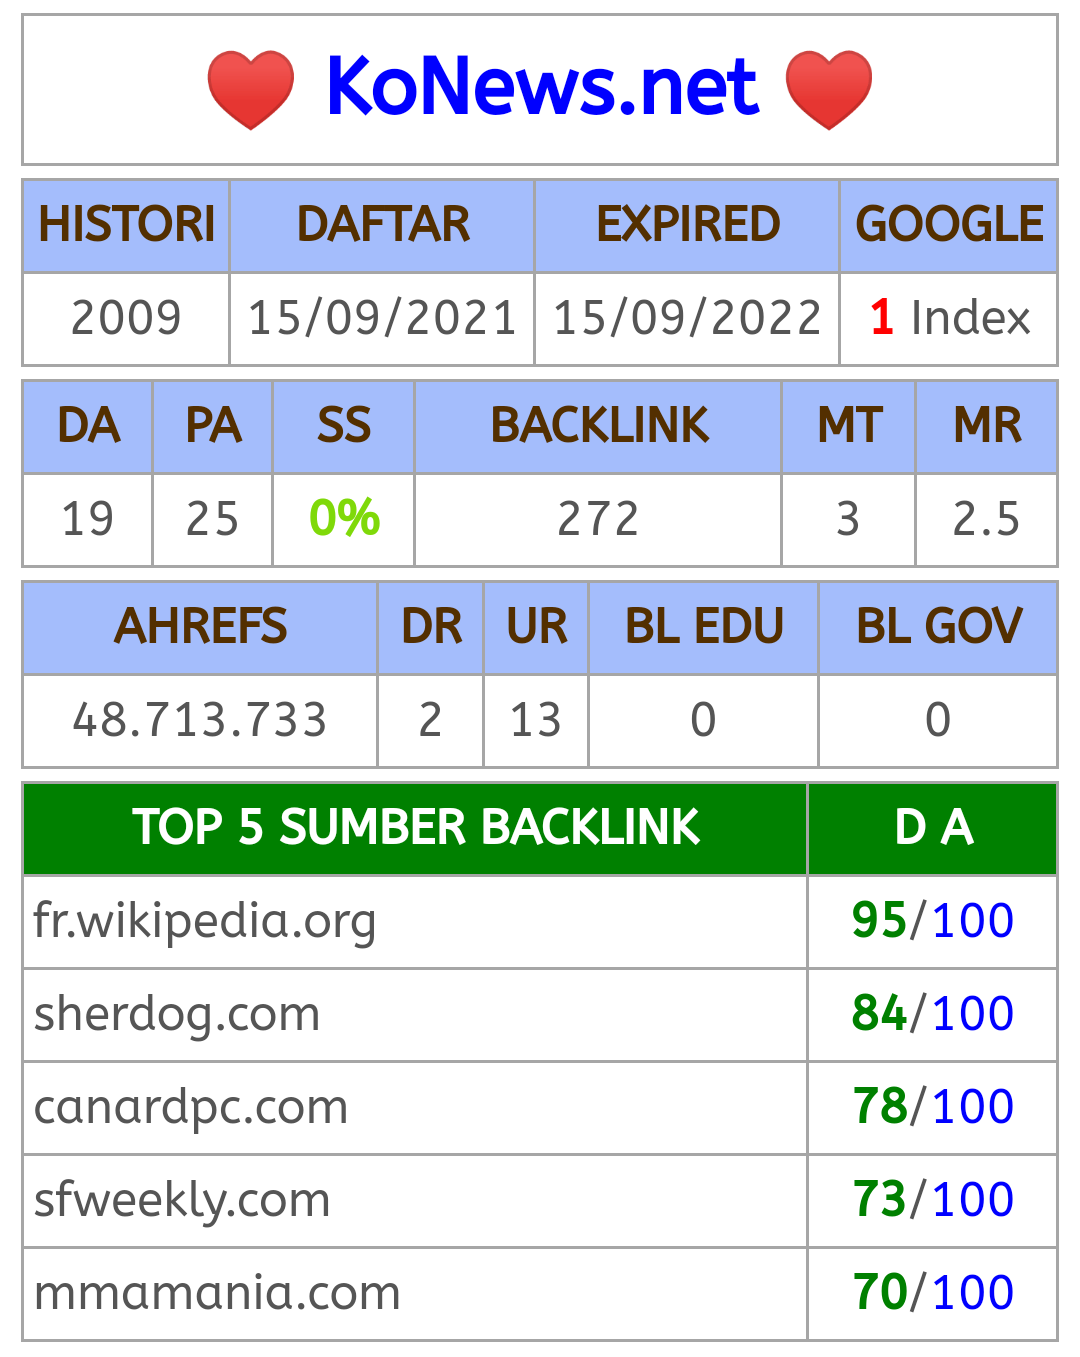 ❤️ KoNews.net ❤️
HISTORI DAFTAR EXPIRED GOOGLE
2009 15/09/2021 15/09/2022 1 Index
DA PA SS BACKLINK MT MR
19 25 0% 272 3 2.5
AHREFS DR UR BL EDU BL GOV
48.713.733 2 13 0 0
TOP 5 SUMBER BACKLINK D A
fr.wikipedia.org 95/100
sherdog.com 84/100
canardpc.com 78/100
sfweekly.com 73/100
mmamania.com 70/100